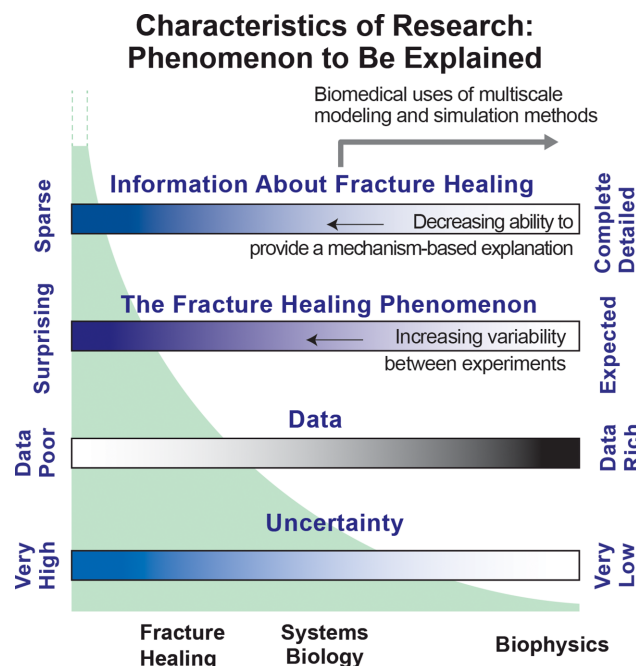 Characteristics of Research:
Phenomenon to Be Explained
Biomedical uses of multiscale
modeling and simulation methods
Information About Fracture Healing
Sparse
Decreasing ability to
provide a mechanism-based explanation
Complete
Detailed
The Fracture Healing Phenomenon
Surprising
Increasing variability
between experiments
Expected
Data
Data
Poor
Data
Rich
Uncertainty
Very
High
Very
Low
Fracture
Healing
Systems
Biology
Biophysics